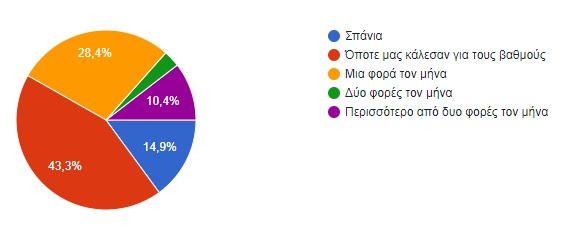 28,4%
10,4%
14,9%
43,3%
Σπάνια
Όποτε μας κάλεσαν για τους βαθμούς
Μια φορά τον μήνα
Δύο φορές τον μήνα
Περισσότερο από δυο φορές τον μήνα